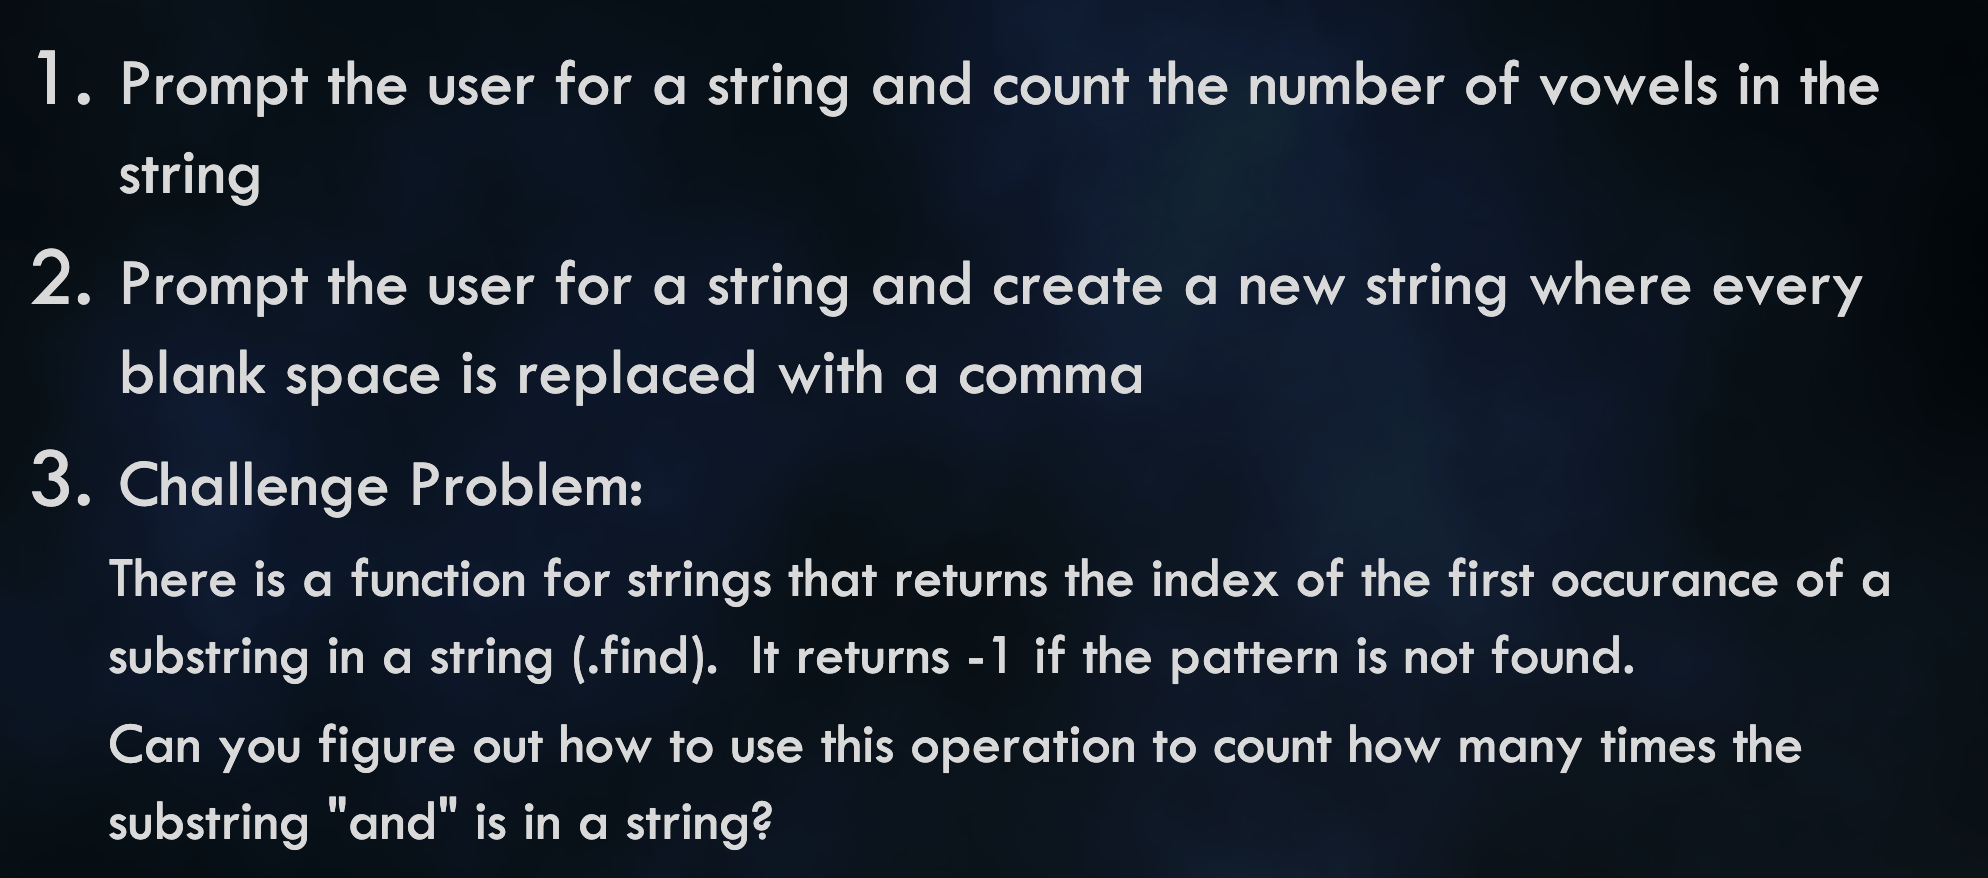 1. Prompt the user for a string and count the number of vowels in the
string
2. Prompt the user for a string and create a new string where every
blank space is replaced with a comma
3. Challenge Problem:
There is a function for strings that returns the index of the first occurance of a
substring in a string (.find).  It returns -1 if the pattern is not found.
Can you figure out how to use this operation to count how many times the
substring "and" is in a string?